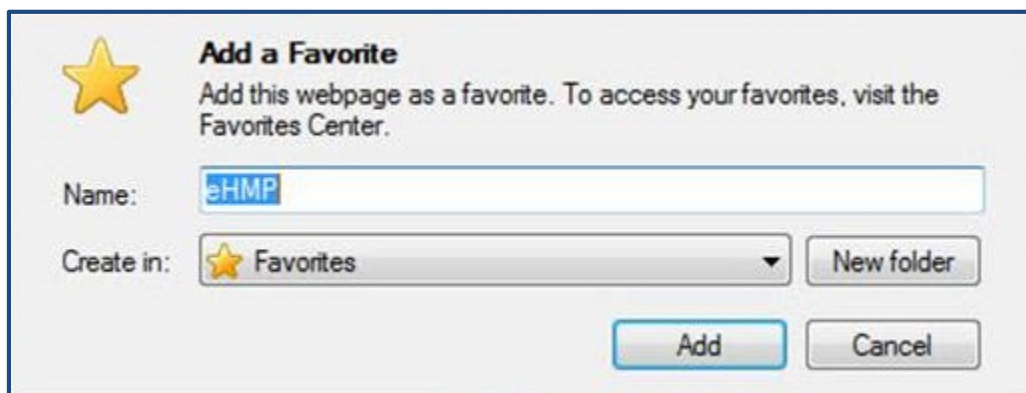 Add a Favorite
Add this webpage as a favorite. To access your favorites, visit the
Favorites Center.
Name: eHMP
Create in: Favorites New folder
Add Cancel